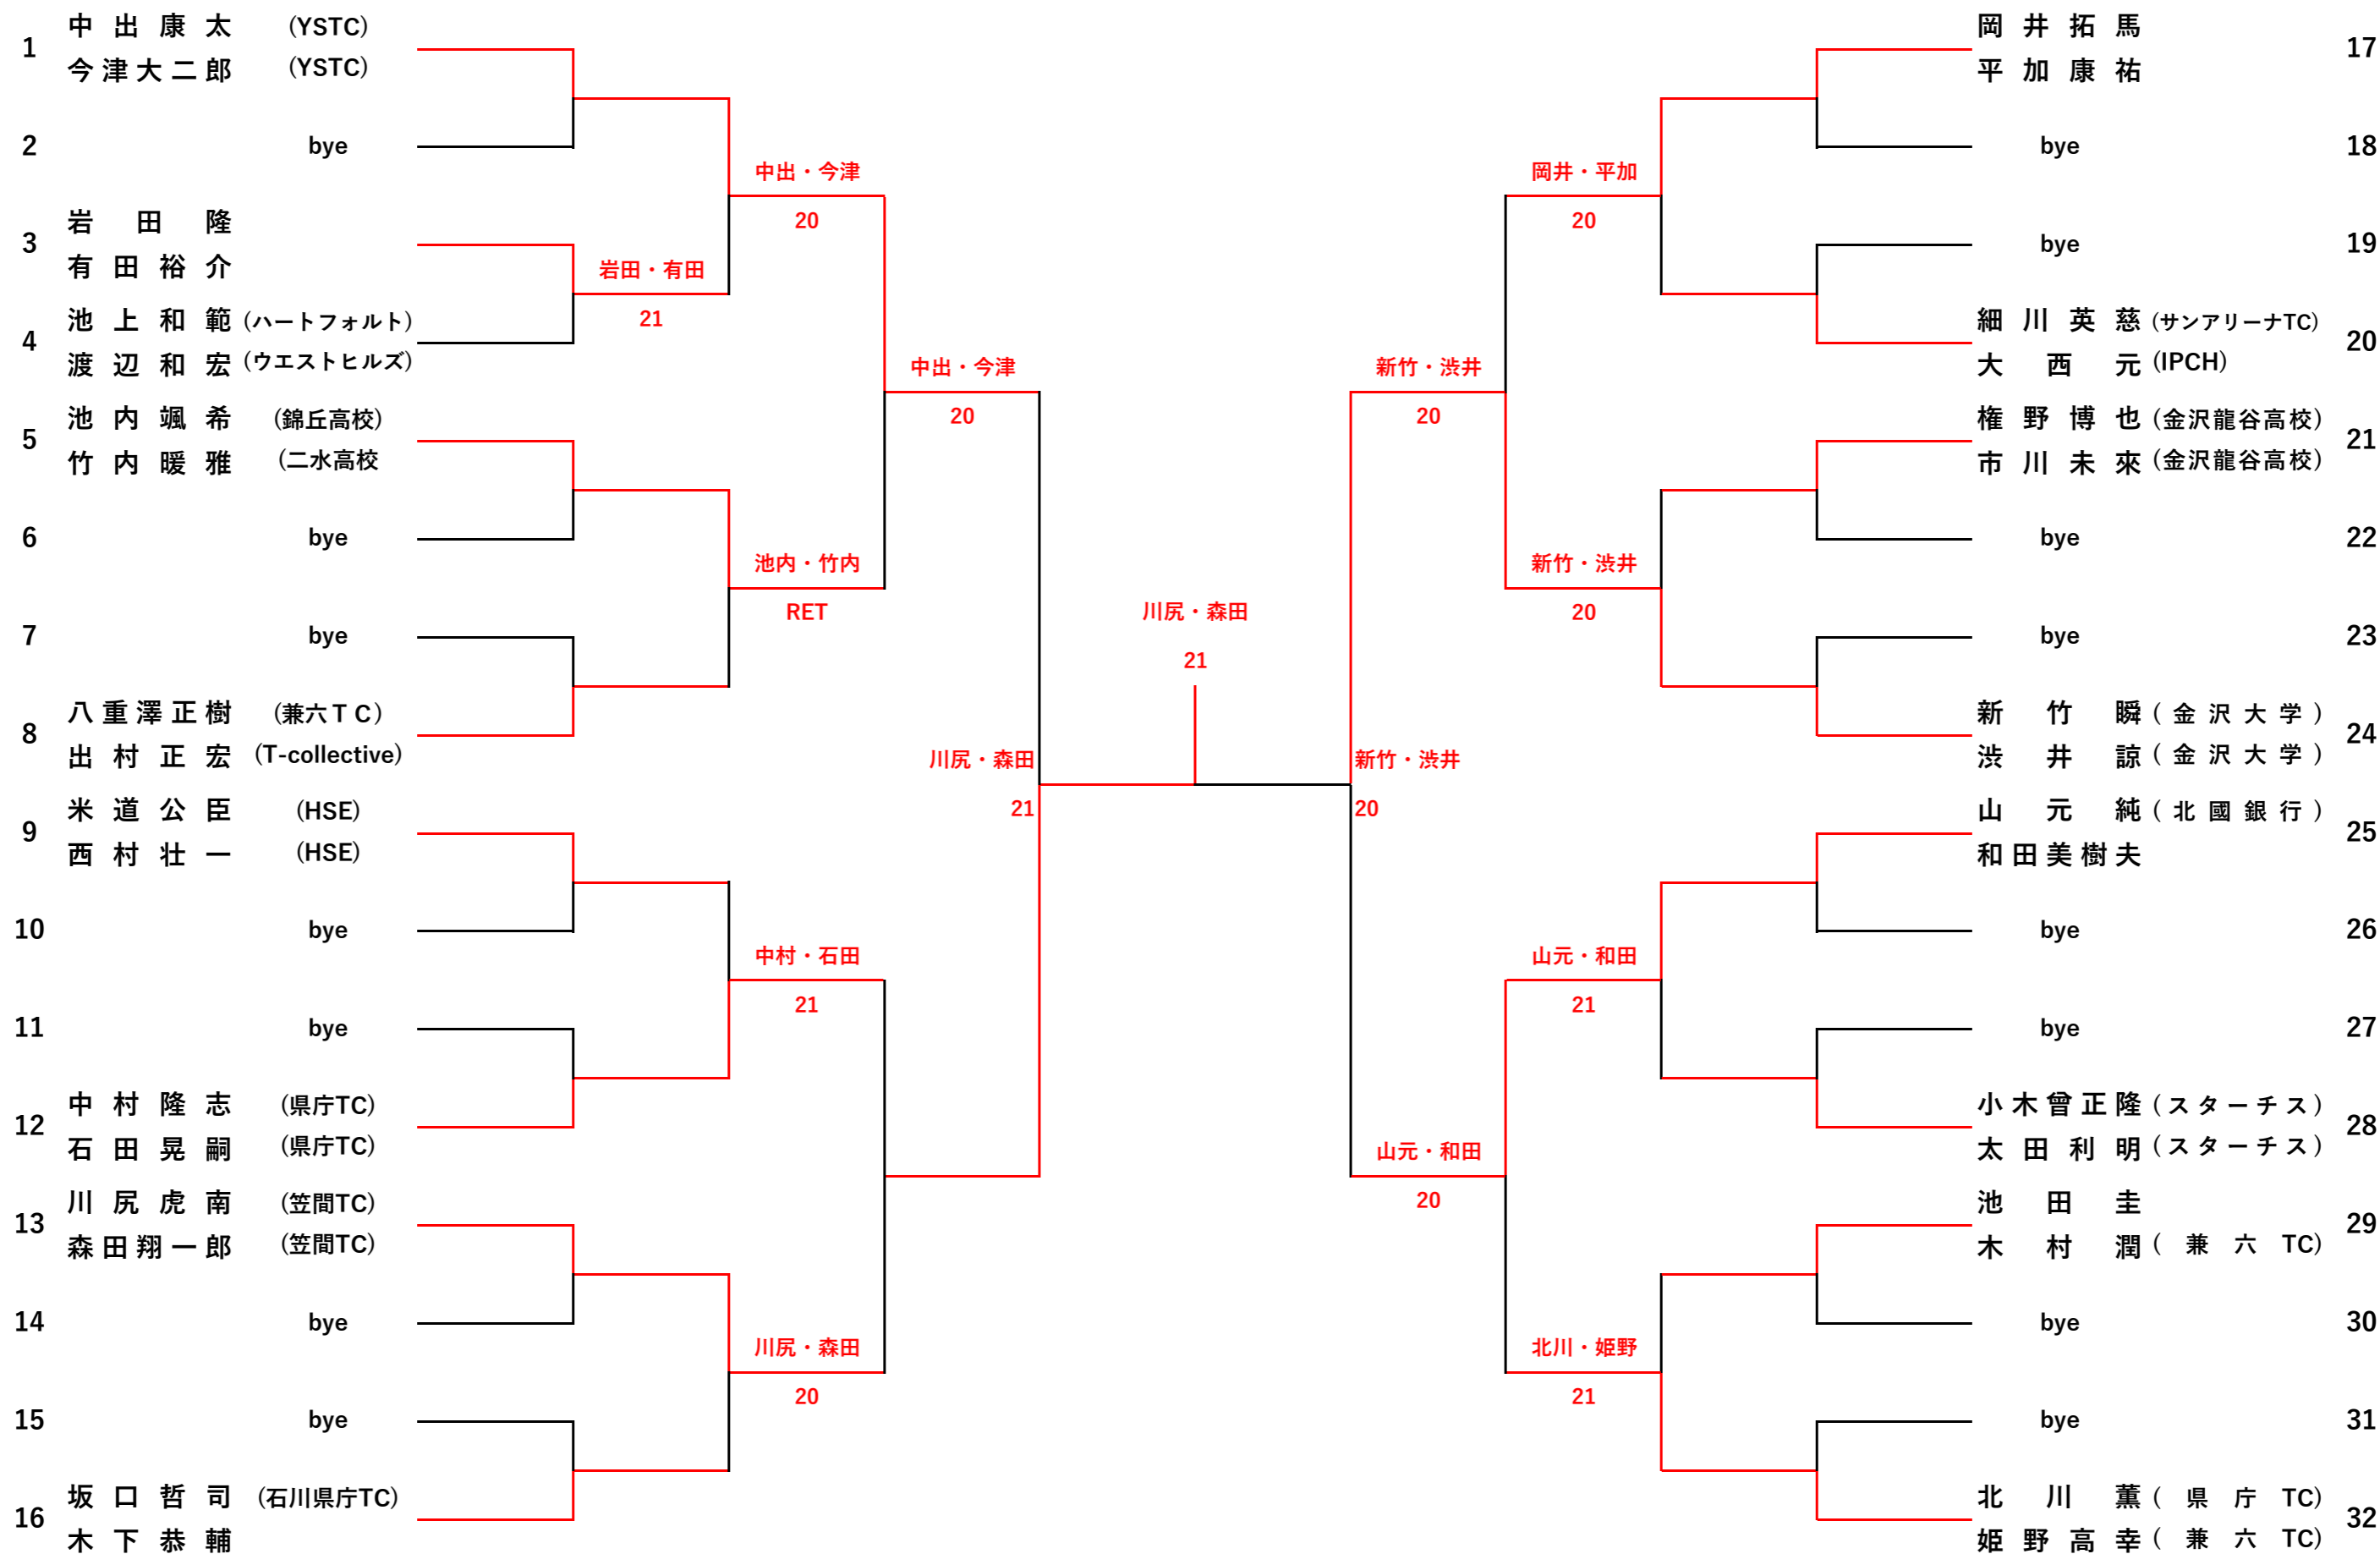 1 中出康太 (YSTC)
今津大二郎 (YSTC)
2 bye
中出・今津
20
3 岩田隆
有田裕介
岩田・有田
21
4 池上和範 (ハートフォルト)
渡辺和宏 (ウエストヒルズ)
中出・今津
20
5 池内颯希 (錦丘高校)
竹内暖雅 (二水高校
6 bye
池内・竹内
RET
7 bye
8 八重澤正樹 (兼六TC)
出村正宏 (T-collective)
川尻・森田
21
9 米道公臣 (HSE)
西村壮一 (HSE)
10 bye
中村・石田
21
11 bye
12 中村隆志 (県庁TC)
石田晃嗣 (県庁TC)
13 川尻虎南 (笠間TC)
森田翔一郎 (笠間TC)
14 bye
川尻・森田
20
15 bye
16 坂口哲司 (石川県庁TC)
木下恭輔
川尻・森田
21
岡井拓馬 17
平加康祐
bye 18
岡井・平加
20
bye 19
細川英慈 (サンアリーナTC) 20
大西元 (IPCH)
新竹・渋井
20
権野博也 (金沢龍谷高校) 21
市川未來 (金沢龍谷高校)
bye 22
新竹・渋井
20
bye 23
新竹瞬 (金沢大学) 24
渋井諒 (金沢大学)
新竹・渋井
20
山元純 (北國銀行) 25
和田美樹夫
bye 26
山元・和田
21
bye 27
小木曾正隆 (スターチス) 28
太田利明 (スターチス)
山元・和田
20
池田圭 29
木村潤 (兼六TC)
bye 30
北川・姫野
21
bye 31
北川薫 (県庁TC) 32
姫野高幸 (兼六TC)